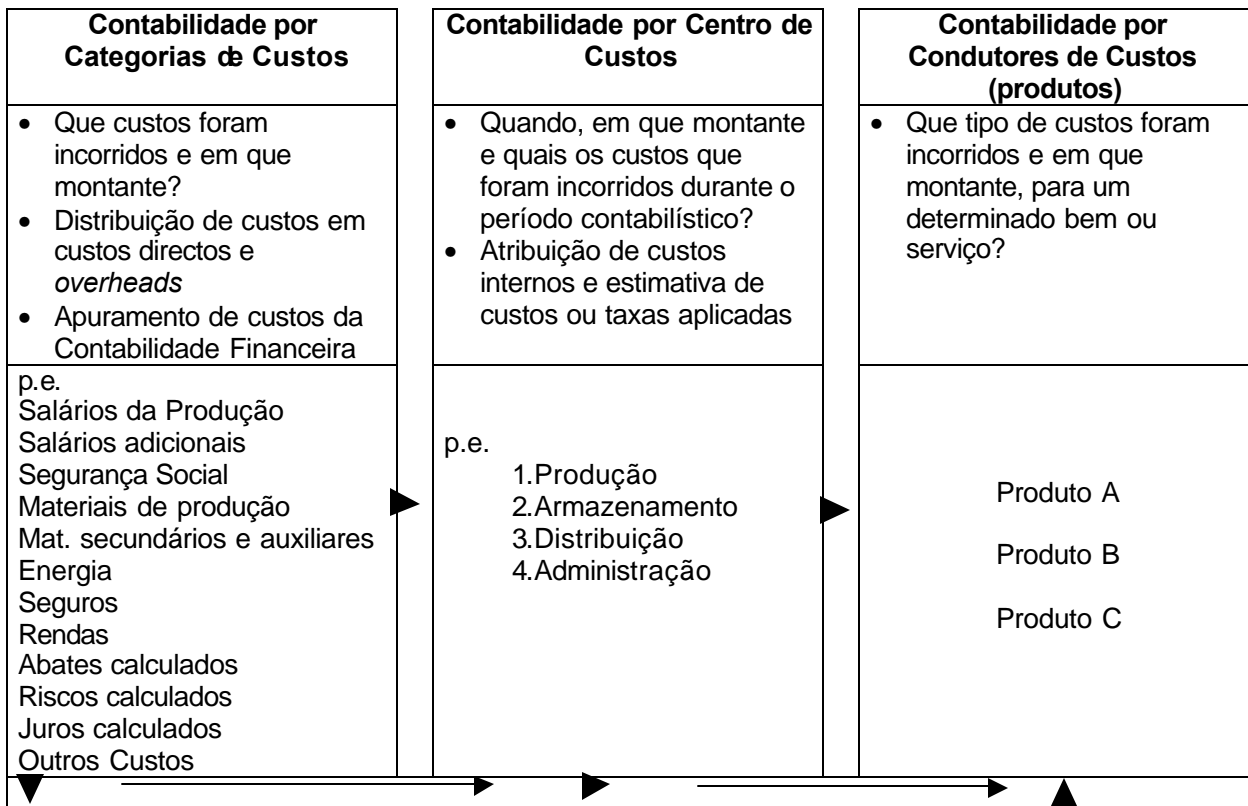 Contabilidade por
Categorias de Custos
Contabilidade por Centro de
Custos
Contabilidade por
Condutores de Custos
(produtos)
• Que custos foram
incorridos e em que
montante?
• Distribuição de custos em
custos directos e
overheads
• Apuramento de custos da
Contabilidade Financeira
• Quando, em que montante
e quais os custos que
foram incorridos durante o
período contabilístico?
• Atribuição de custos
internos e estimativa de
custos ou taxas aplicadas
• Que tipo de custos foram
incorridos e em que
montante, para um
determinado bem ou
serviço?
p.e.
Salários da Produção
Salários adicionais
Segurança Social
Materiais de produção
Mat. secundários e auxiliares
Energia
Seguros
Rendas
Abates calculados
Riscos calculados
Juros calculados
Outros Custos
p.e.
1.Produção
2.Armazenamento
3.Distribuição
4.Administração
Produto A
Produto B
Produto C